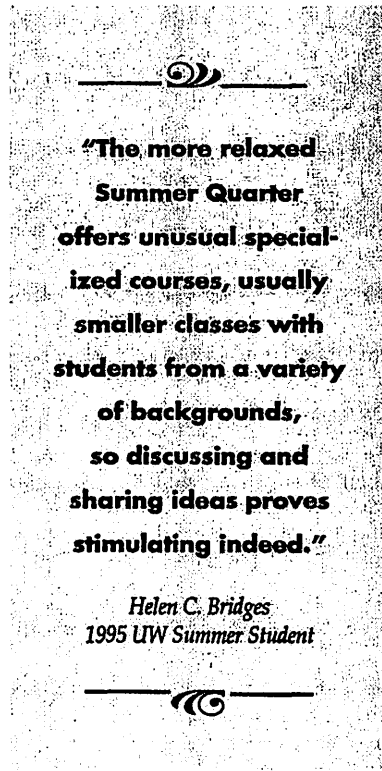 "The more relaxed
Summer Quarter
offers unusual special-
ized courses, usually
smaller classes with
students from a variety
of backgrounds,
so discussing and
sharing ideas proves
stimulating indeed."
Helen C. Bridges
1995 UW Summer Student